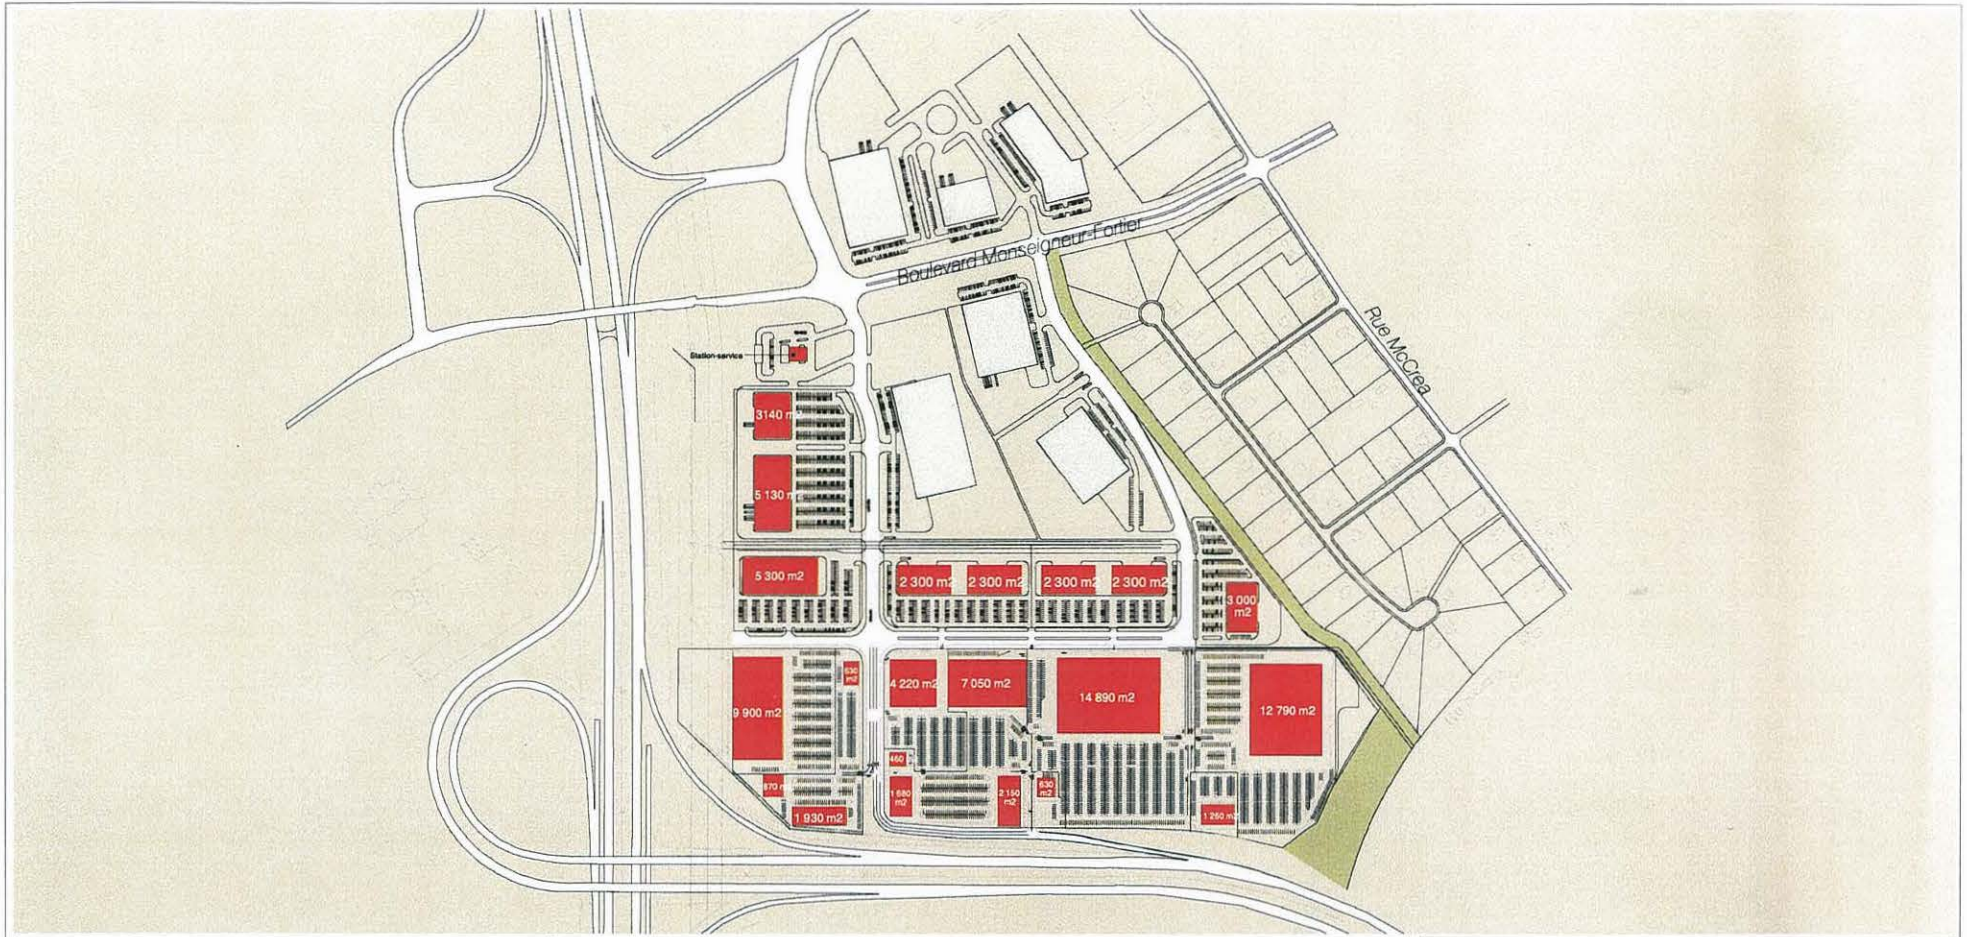 Boulevard Monseigneur-Fortier
Rue McCrea
Station-service
3140 m2
5 130 m2
5 300 m2
2 300 m2
2 300 m2
2 300 m2
2 300 m2
3 000
m2
9 900 m2
630
m2
4 220 m2
7 050 m2
14 890 m2
12 790 m2
460
1 680
m2
2 150
m2
630
m2
1 260 m2
1 930 m2